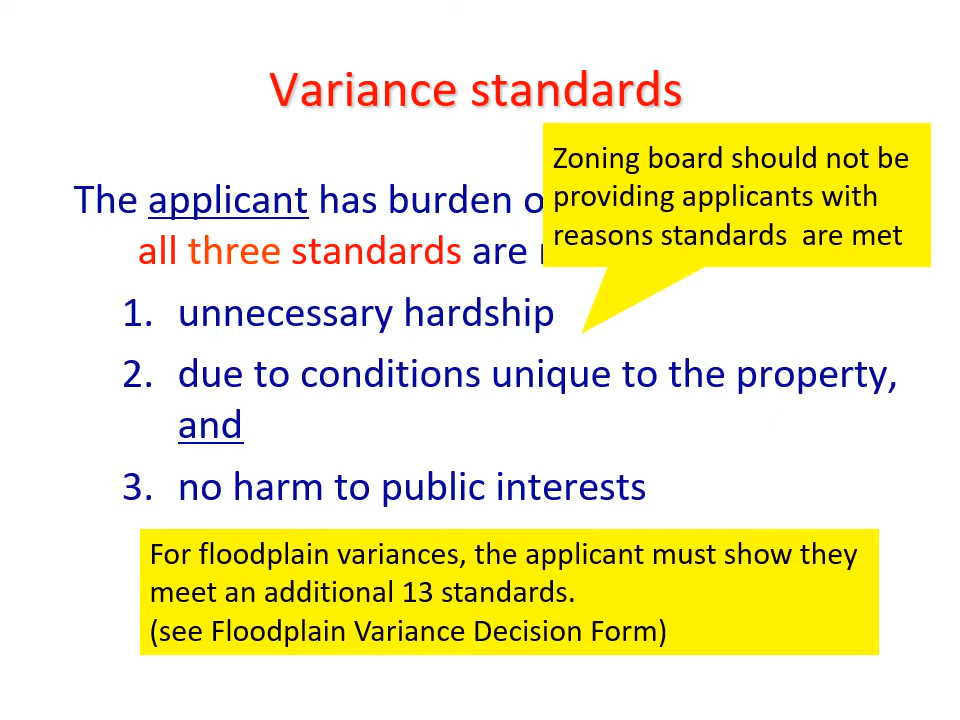 Variance standards
Zoning board should not be
providing applicants with
reasons standards are met
The applicant has burden
all three standards are
1. unnecessary hardship
2. due to conditions unique to the property,
and
3. no harm to public interests
For floodplain variances, the applicant must show they
meet an additional 13 standards.
(see Floodplain Variance Decision Form)